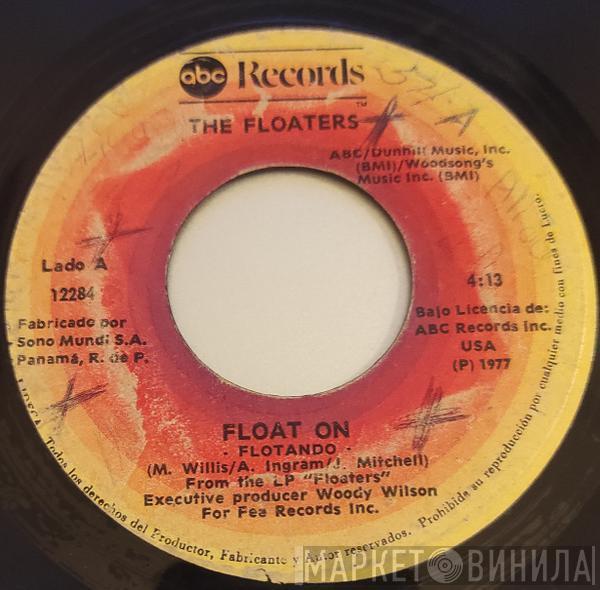 abc Records
TM
THE FLOATERS
ABC/Dunhill Music, Inc.
(BMI)/Woodsong's
Music Inc. (BMI)
Lado A
12284
4:13
Fabricado por
Sono Mundi S.A.
Panamá, R. de P.
Bajo Licencia de:
ABC Records Inc.
USA
(P) 1977
FLOAT ON
- FLOTANDO -
(M. Willis/A. Ingram/J. Mitchell)
From the LP "Floaters"
Executive producer Woody Wilson
For Fee Records Inc.
Todos los derechos del Productor, Fabricante y Autor reservados. Prohibida su reproducción por cualquier medio con fines de Lucro.
МАРКЕТ ВИНИЛА